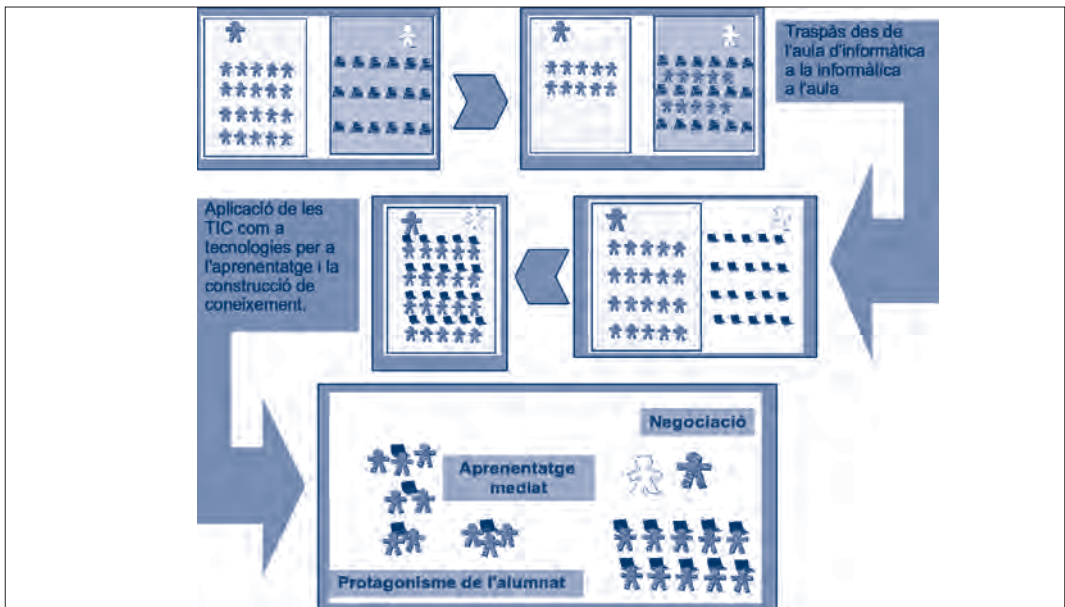 Traspàs des de
l'aula d'informàtica
a la informàtica
a l'aula
Aplicació de les
TIC com a
tecnologies per a
l'aprenentatge i la
construcció de
coneixement.
Negociació
Aprenentatge
mediat
Protagonisme de l'alumnat